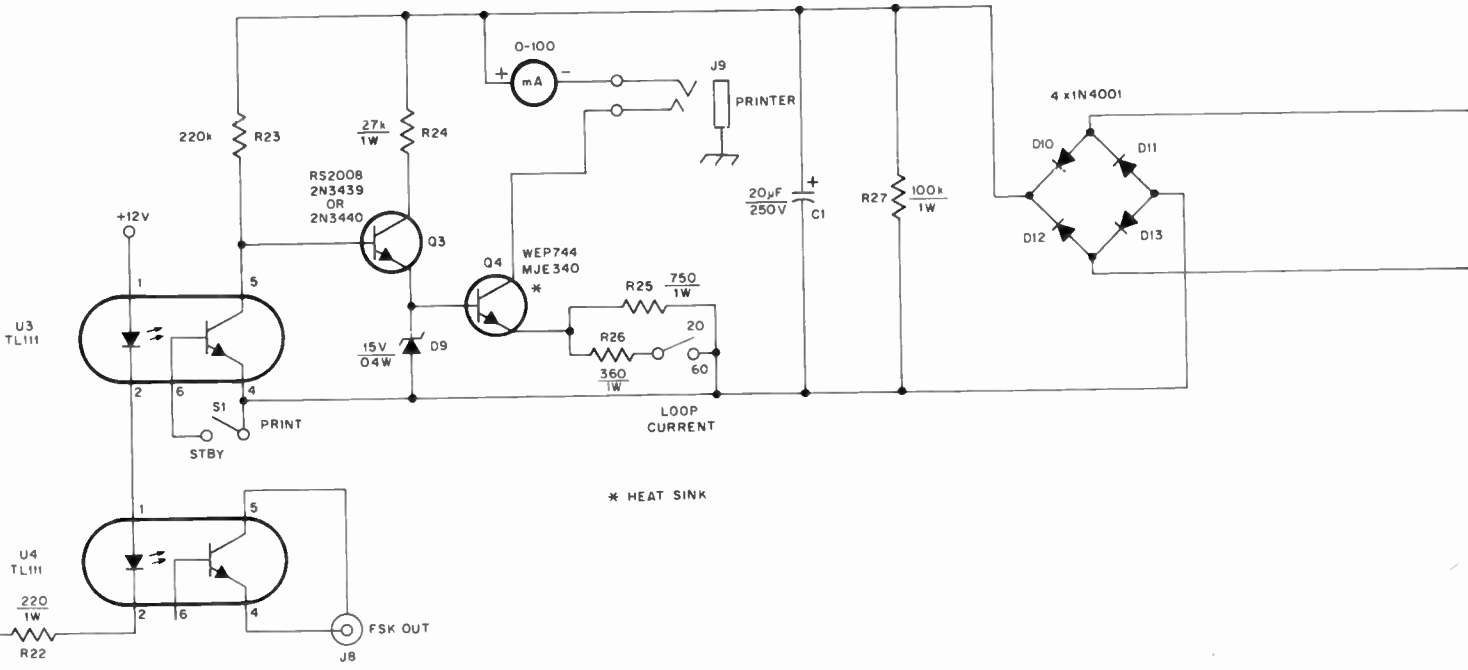 0-100
+ mA -
J9
PRINTER
4 x 1N4001
D10
D11
D12
D13
220k
R23
27k
1W
R24
RS2008
2N3439
OR
2N3440
Q3
+12V
1
5
U3
TL111
2
6
4
S1
PRINT
STBY
Q4
WEP744
MJE340
*
15V
04W
D9
R25
750
1W
R26
360
1W
20
60
LOOP
CURRENT
+
20µF
250V
C1
R27
100k
1W
* HEAT SINK
1
5
U4
TL111
2
6
4
220
1W
R22
FSK OUT
J8